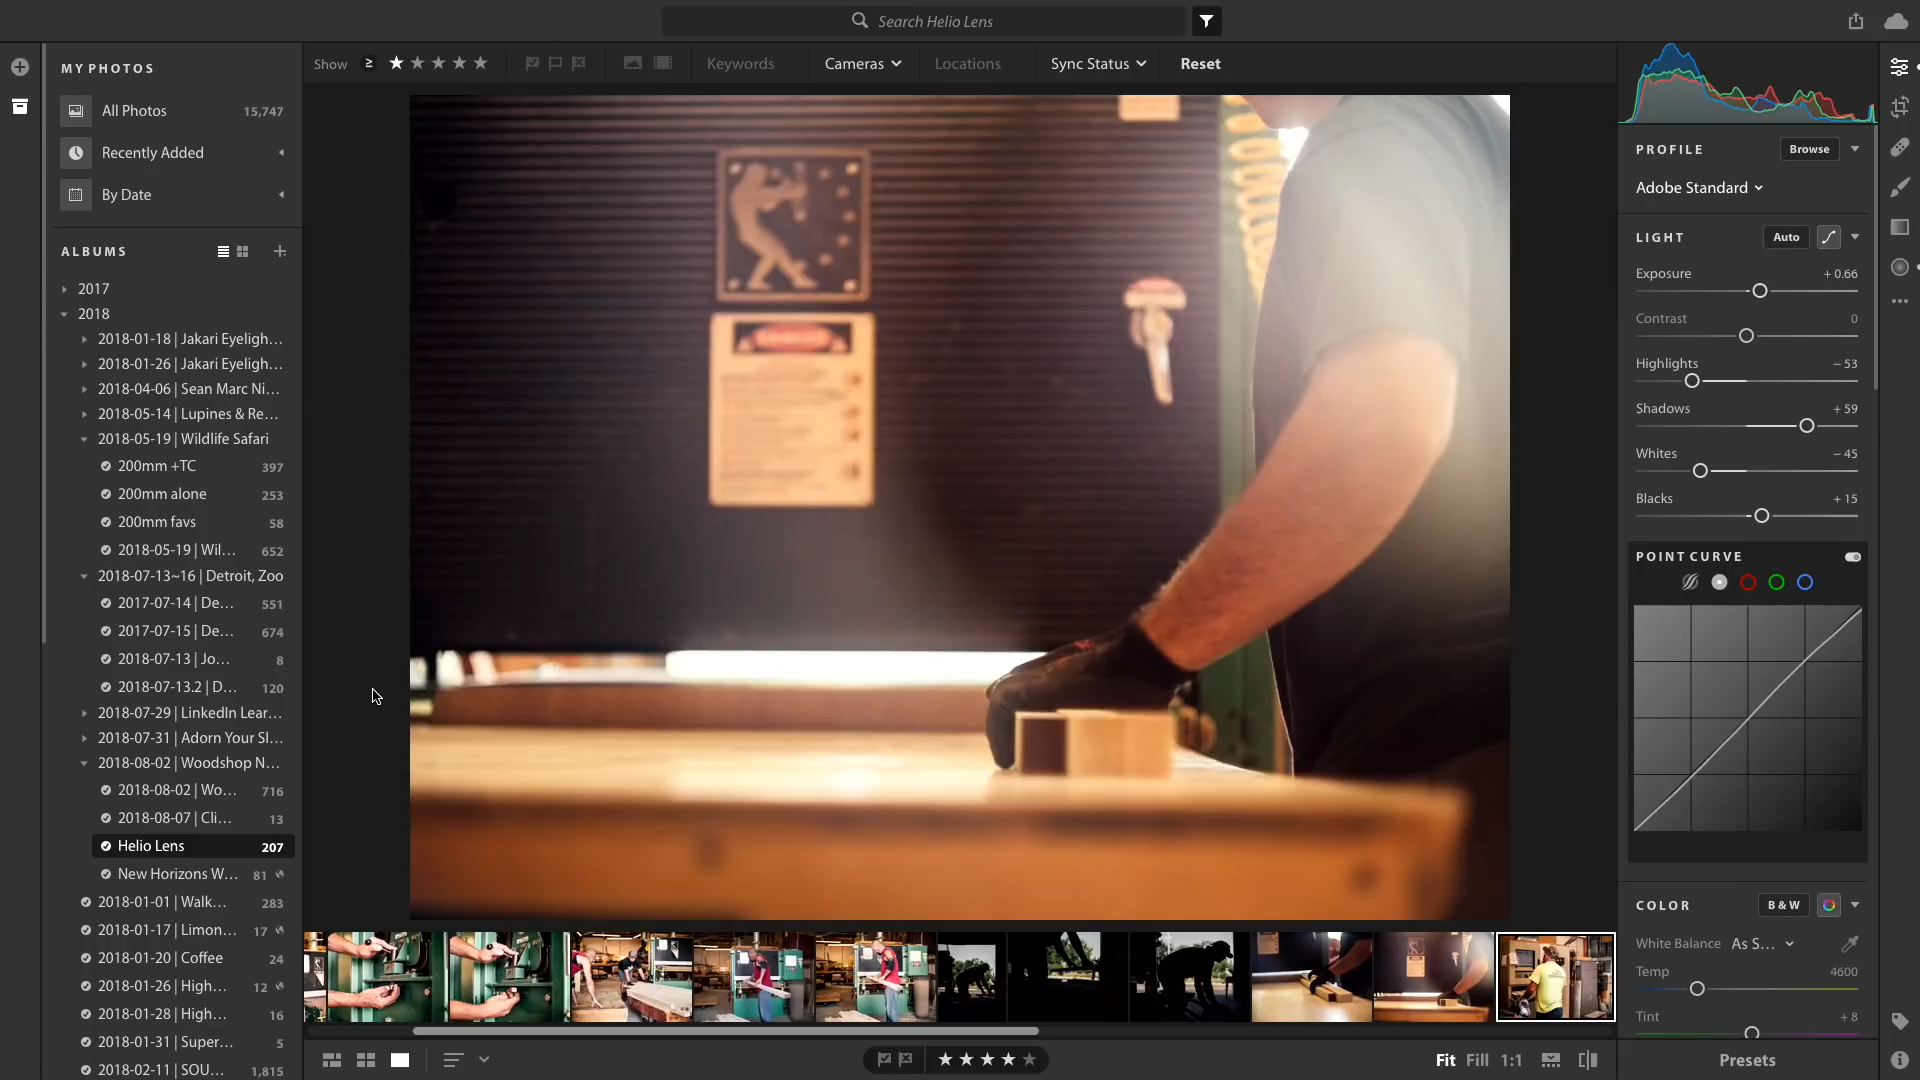 Search Helio Lens
MY PHOTOS
All Photos 15,747
Recently Added
By Date
ALBUMS
2017
2018
2018-01-18 | Jakari Eyeligh...
2018-01-26 | Jakari Eyeligh...
2018-04-06 | Sean Marc Ni...
2018-05-14 | Lupines & Re...
2018-05-19 | Wildlife Safari
200mm +TC 397
200mm alone 253
200mm favs 58
2018-05-19 | Wil... 652
2018-07-13~16 | Detroit, Zoo
2017-07-14 | De... 551
2017-07-15 | De... 674
2018-07-13 | Jo... 8
2018-07-13.2 | D... 120
2018-07-29 | LinkedIn Lear...
2018-07-31 | Adorn Your Sl...
2018-08-02 | Woodshop N...
2018-08-02 | Wo... 716
2018-08-07 | Cli... 13
Helio Lens 207
New Horizons W... 81
2018-01-01 | Walk... 283
2018-01-17 | Limon... 17
2018-01-20 | Coffee 24
2018-01-26 | High... 12
2018-01-28 | High... 16
2018-01-31 | Super... 5
2018-02-11 | SOU... 1,815
Show ≥ Keywords Cameras Locations Sync Status Reset
Fit Fill 1:1
PROFILE Browse
Adobe Standard
LIGHT Auto
Exposure + 0.66
Contrast 0
Highlights – 53
Shadows + 59
Whites – 45
Blacks + 15
POINT CURVE
COLOR B & W
White Balance As S...
Temp 4600
Tint + 8
Presets